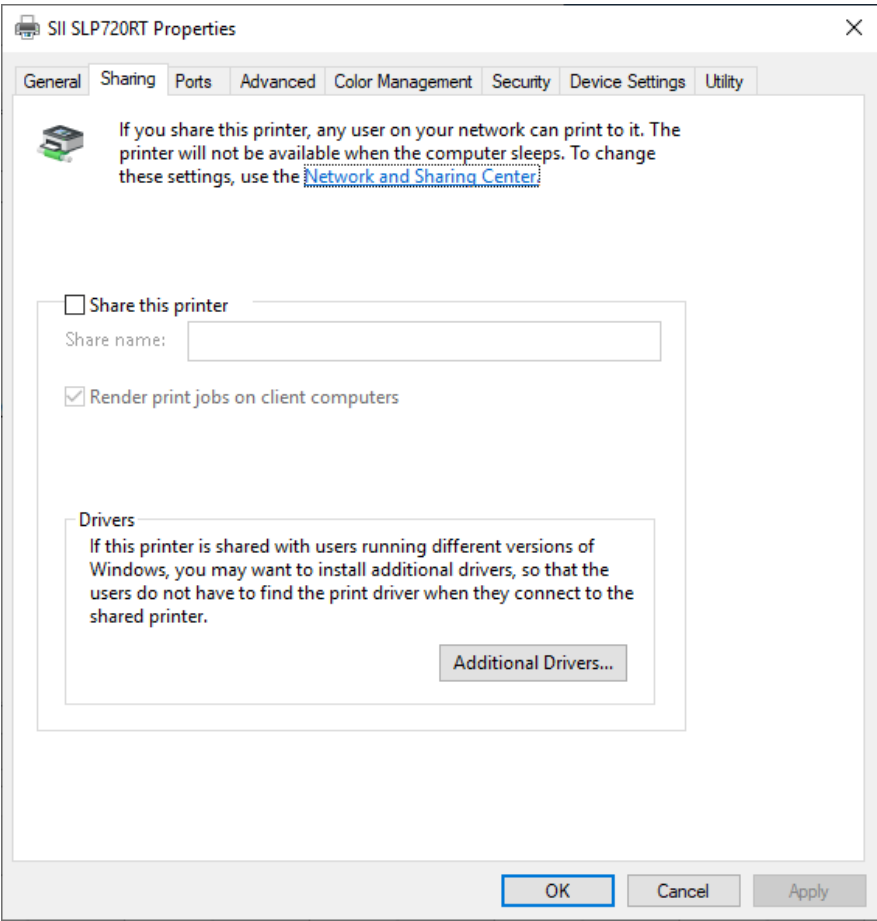 SII SLP720RT Properties
General Sharing Ports Advanced Color Management Security Device Settings Utility
If you share this printer, any user on your network can print to it. The
printer will not be available when the computer sleeps. To change
these settings, use the Network and Sharing Center.
Share this printer
Share name:
Render print jobs on client computers
Drivers
If this printer is shared with users running different versions of
Windows, you may want to install additional drivers, so that the
users do not have to find the print driver when they connect to the
shared printer.
Additional Drivers...
OK Cancel Apply